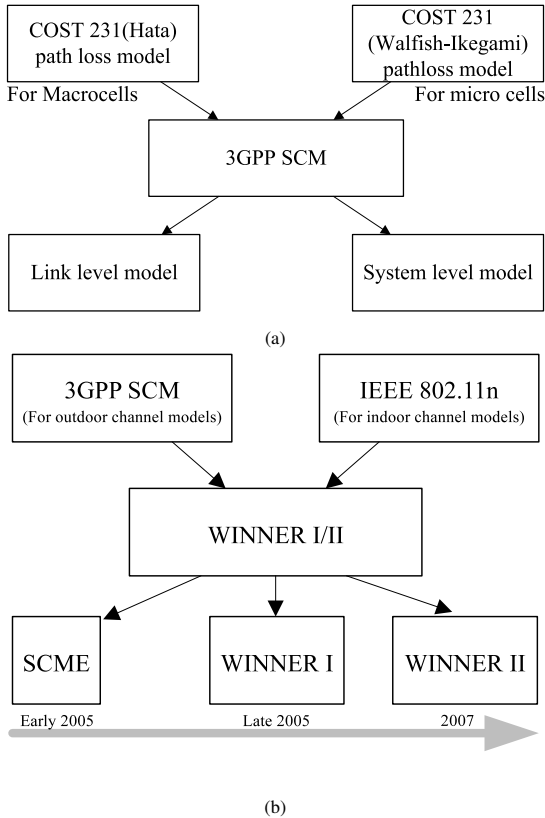 COST 231(Hata)
path loss model
COST 231
(Walfish-Ikegami)
pathloss model
For Macrocells
For micro cells
3GPP SCM
Link level model
System level model
(a)
3GPP SCM
(For outdoor channel models)
IEEE 802.11n
(For indoor channel models)
WINNER I/II
SCME
WINNER I
WINNER II
Early 2005
Late 2005
2007
(b)